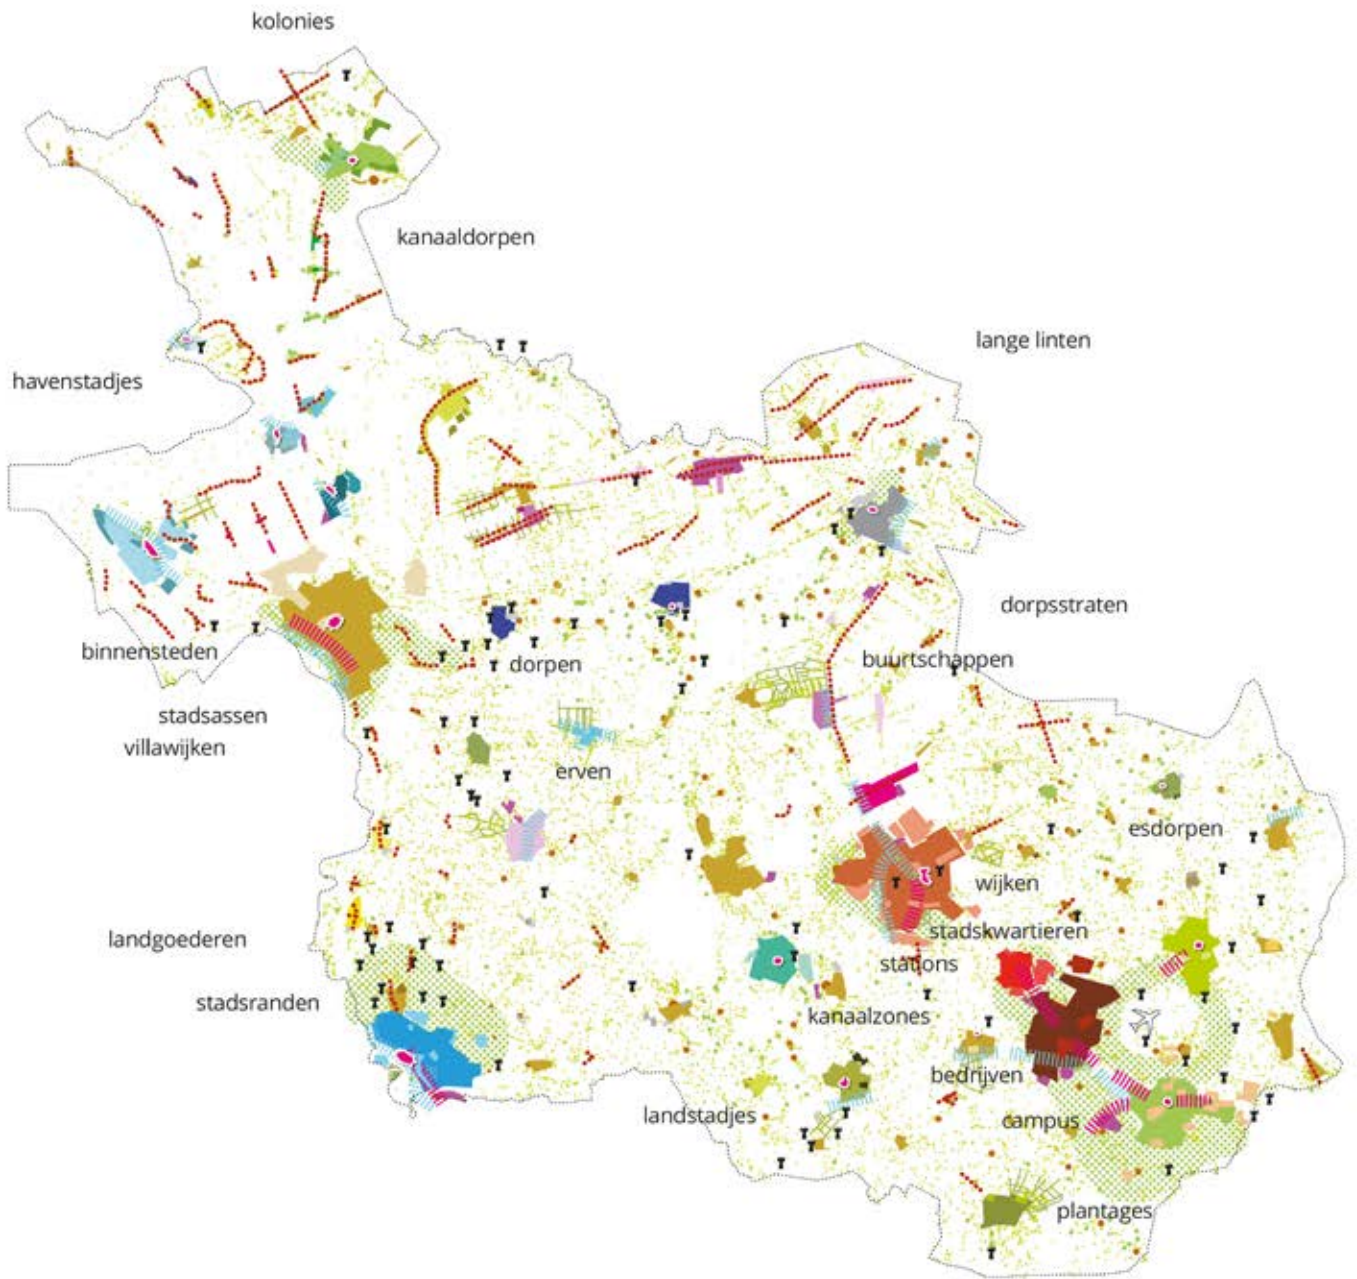 kolonies
kanaaldorpen
lange linten
havenstadjes
dorpsstraten
binnensteden
dorpen
buurtschappen
stadsassen
villawijken
erven
esdorpen
wijken
landgoederen
stadskwartieren
stations
stadsranden
kanaalzones
bedrijven
landstadjes
campus
plantages